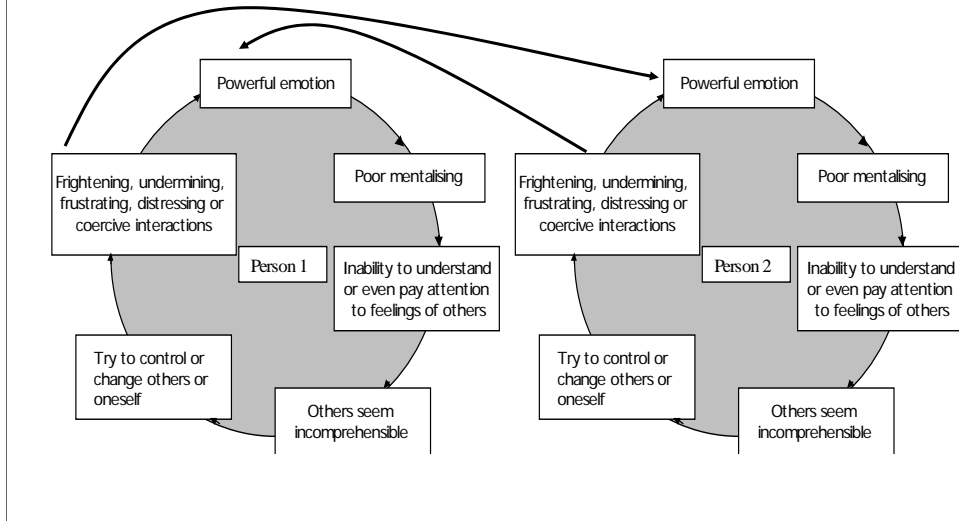 Powerful emotion
Poor mentalising
Inability to understand
or even pay attention
to feelings of others
Others seem
incomprehensible
Try to control or
change others or
oneself
Frightening, undermining,
frustrating, distressing or
coercive interactions
Person 1
Powerful emotion
Poor mentalising
Inability to understand
or even pay attention
to feelings of others
Others seem
incomprehensible
Try to control or
change others or
oneself
Frightening, undermining,
frustrating, distressing or
coercive interactions
Person 2